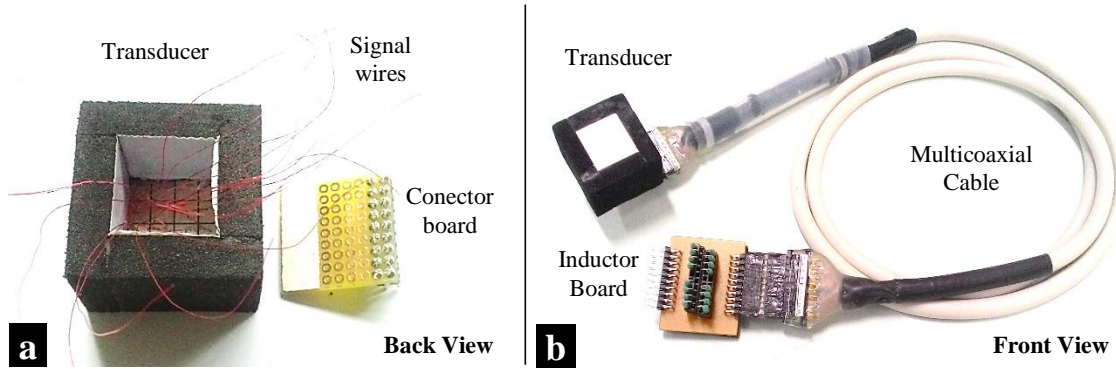 Transducer
Signal
wires
Conector
board
a
Back View
Transducer
Multicoaxial
Cable
Inductor
Board
b
Front View